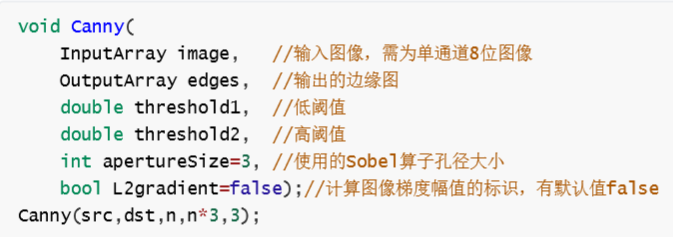 void Canny(
InputArray image, //输入图像，需为单通道8位图像
OutputArray edges, //输出的边缘图
double threshold1, //低阈值
double threshold2, //高阈值
int apertureSize=3, //使用的Sobel算子孔径大小
bool L2gradient=false);//计算图像梯度幅值的标识，有默认值false
Canny(src,dst,n,n*3,3);